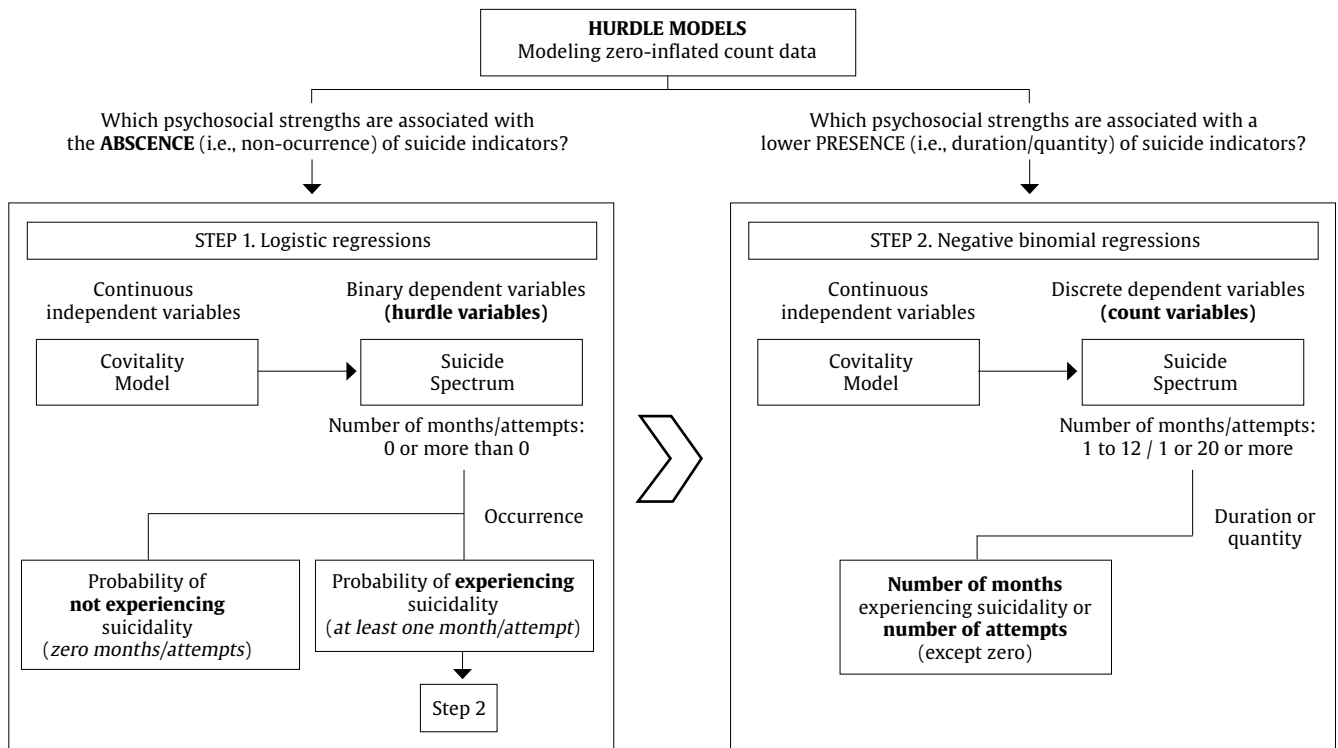 HURDLE MODELS
Modeling zero-inflated count data
Which psychosocial strengths are associated with
the ABSCENCE (i.e., non-ocurrence) of suicide indicators?
Which psychosocial strengths are associated with a
lower PRESENCE (i.e., duration/quantity) of suicide indicators?
STEP 1. Logistic regressions
Continuous
independent variables
Binary dependent variables
(hurdle variables)
Covitality
Model
Suicide
Spectrum
Number of months/attempts:
0 or more than 0
Occurrence
Probability of
not experiencing
suicidality
(zero months/attempts)
Probability of experiencing
suicidality
(at least one month/attempt)
Step 2
STEP 2. Negative binomial regressions
Continuous
independent variables
Discrete dependent variables
(count variables)
Covitality
Model
Suicide
Spectrum
Number of months/attempts:
1 to 12 / 1 or 20 or more
Duration or
quantity
Number of months
experiencing suicidality or
number of attempts
(except zero)